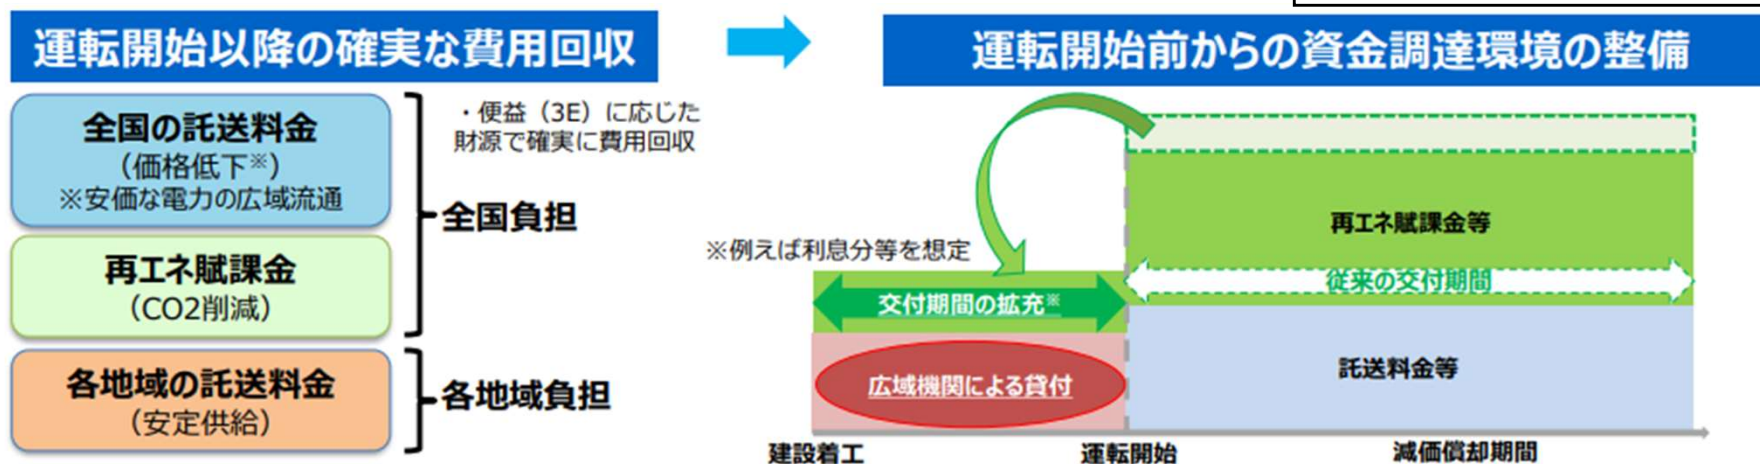 運転開始以降の確実な費用回収
運転開始前からの資金調達環境の整備
全国の託送料金
（価格低下※）
※安価な電力の広域流通
再エネ賦課金
（CO2削減）
各地域の託送料金
（安定供給）
・便益（3E）に応じた
財源で確実に費用回収
全国負担
各地域負担
※例えば利息分等を想定
交付期間の拡充※
広域機関による貸付
再エネ賦課金等
従来の交付期間
託送料金等
建設着工
運転開始
減価償却期間